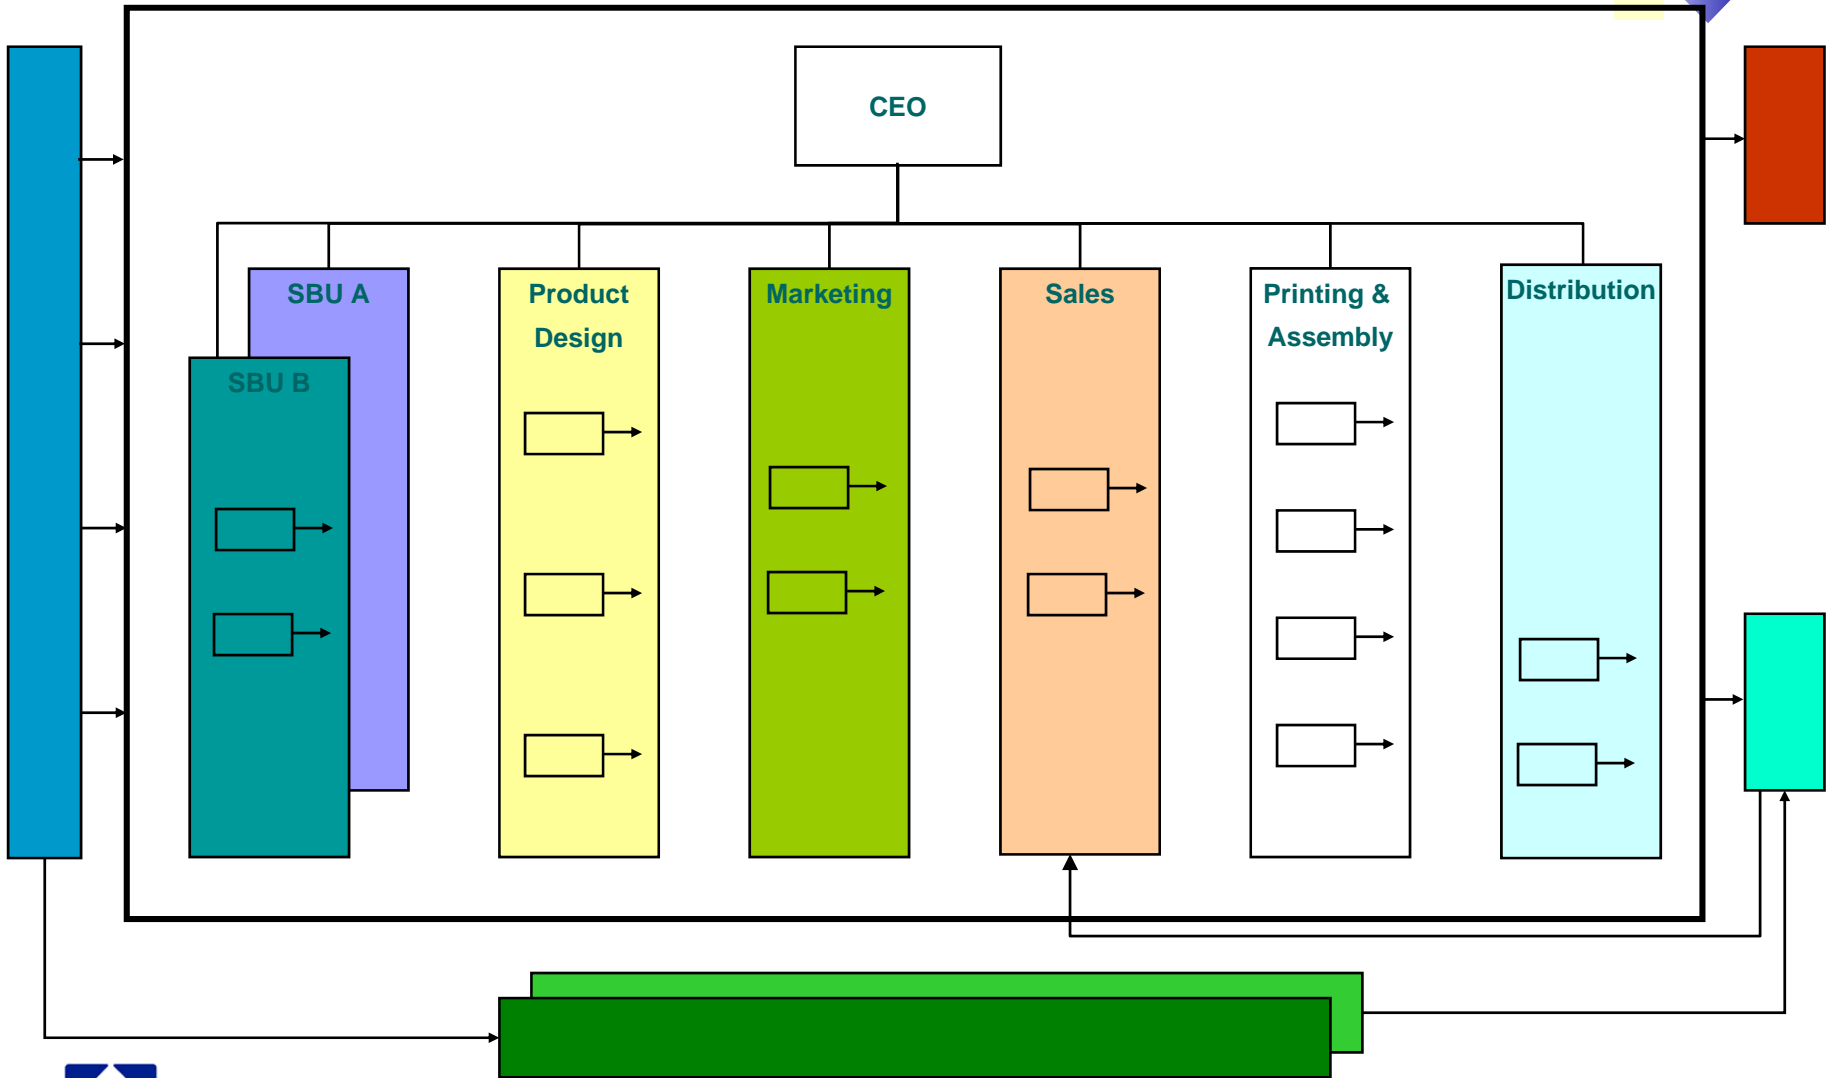 CEO
SBU A
SBU B
Product
Design
Marketing
Sales
Printing &
Assembly
Distribution